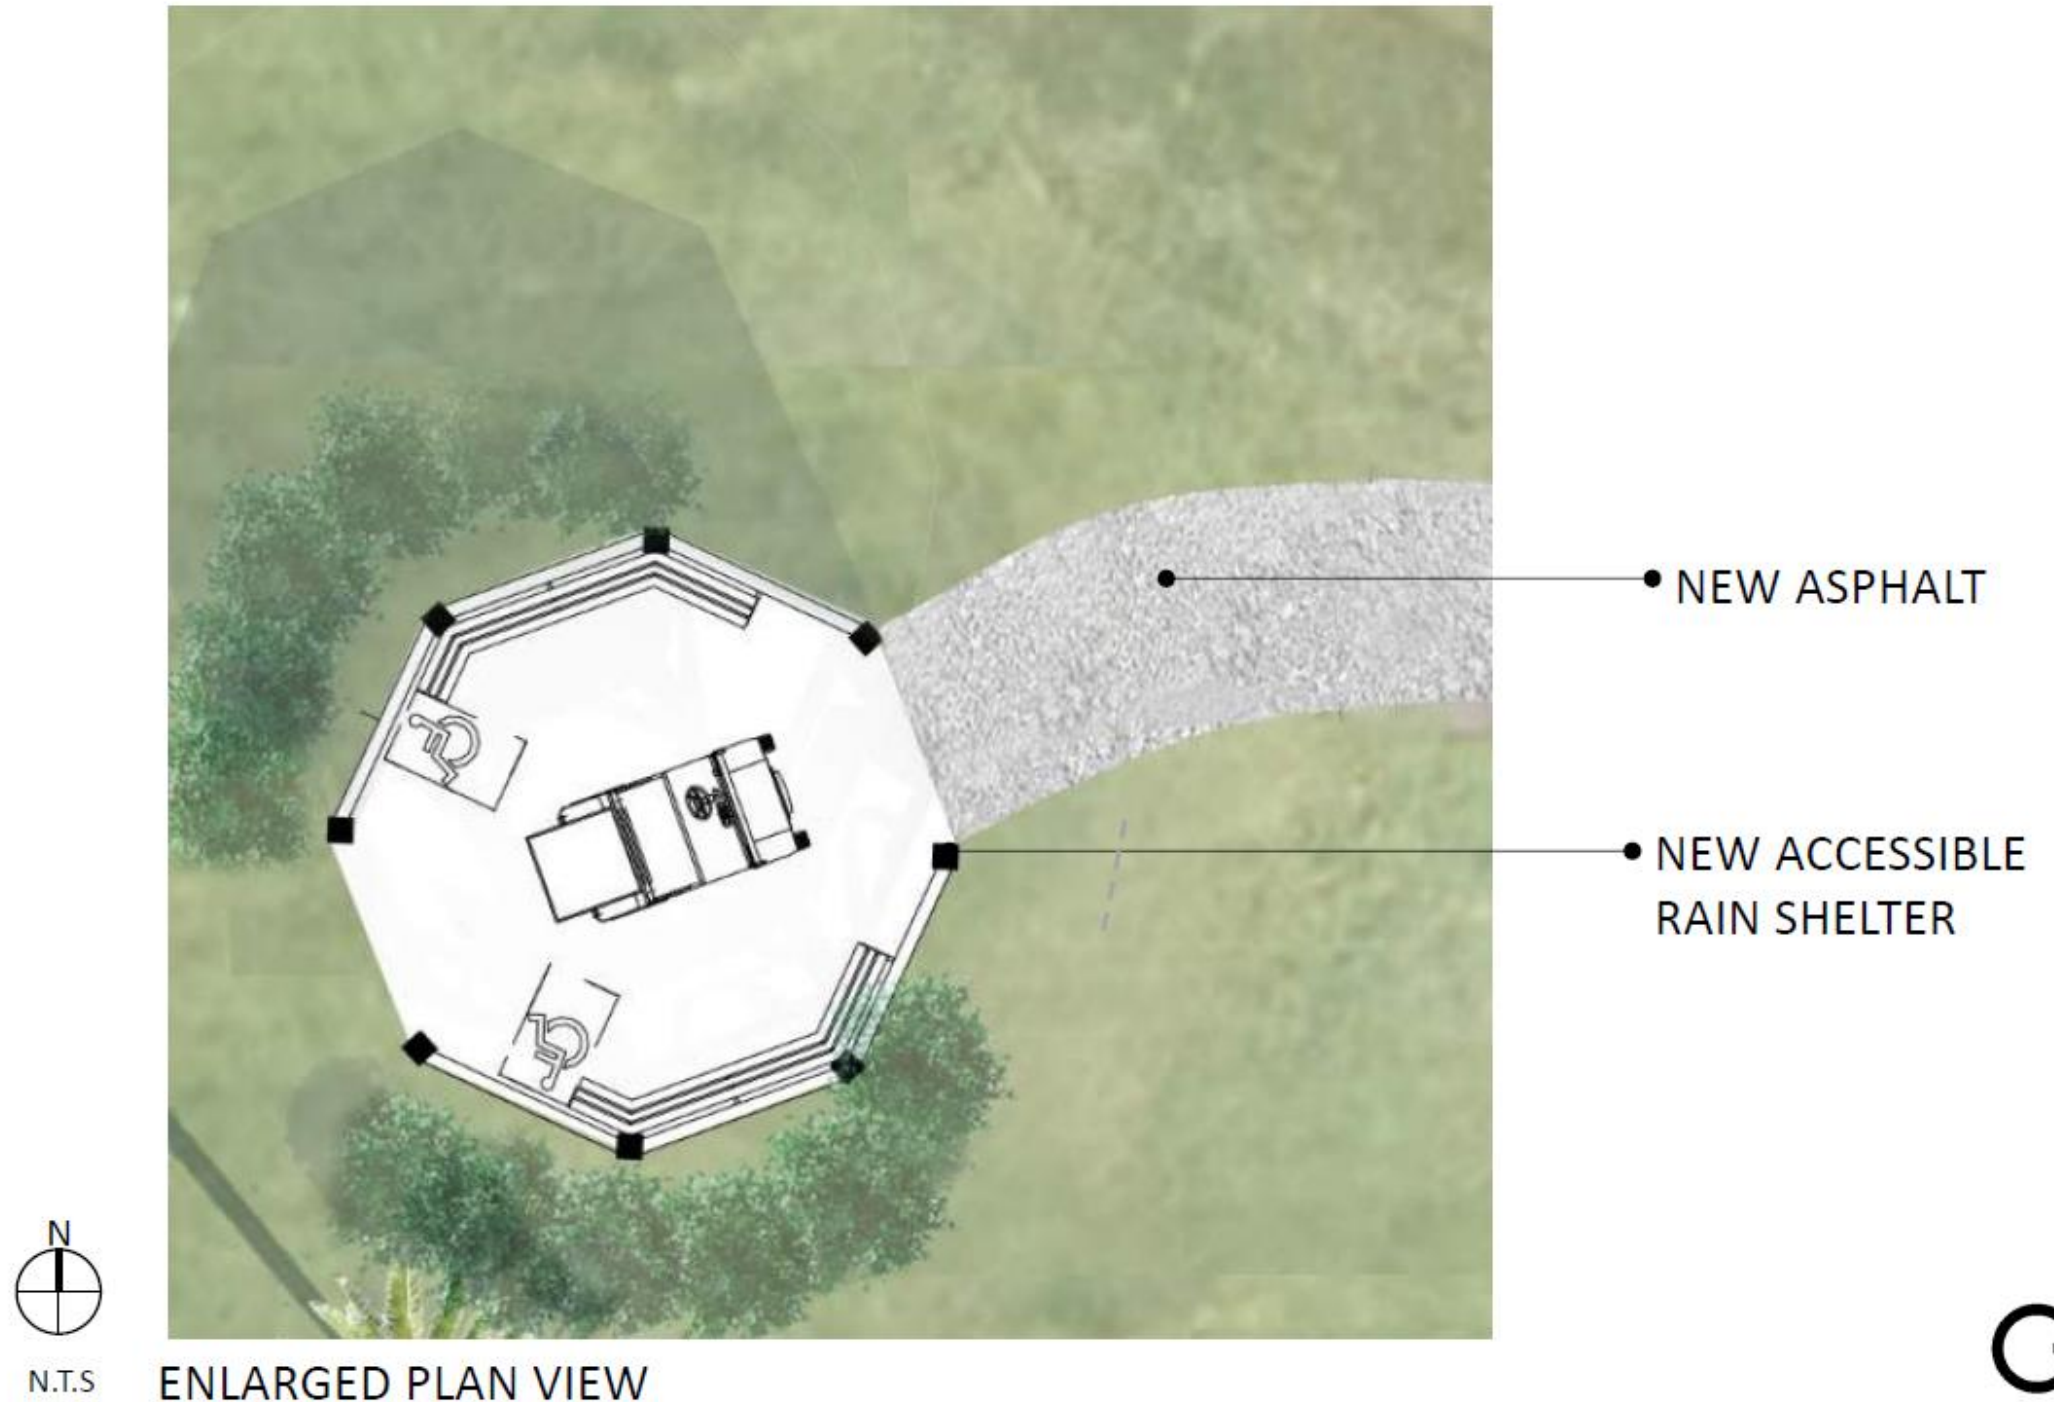 NEW ASPHALT
NEW ACCESSIBLE
RAIN SHELTER
N
N.T.S
ENLARGED PLAN VIEW